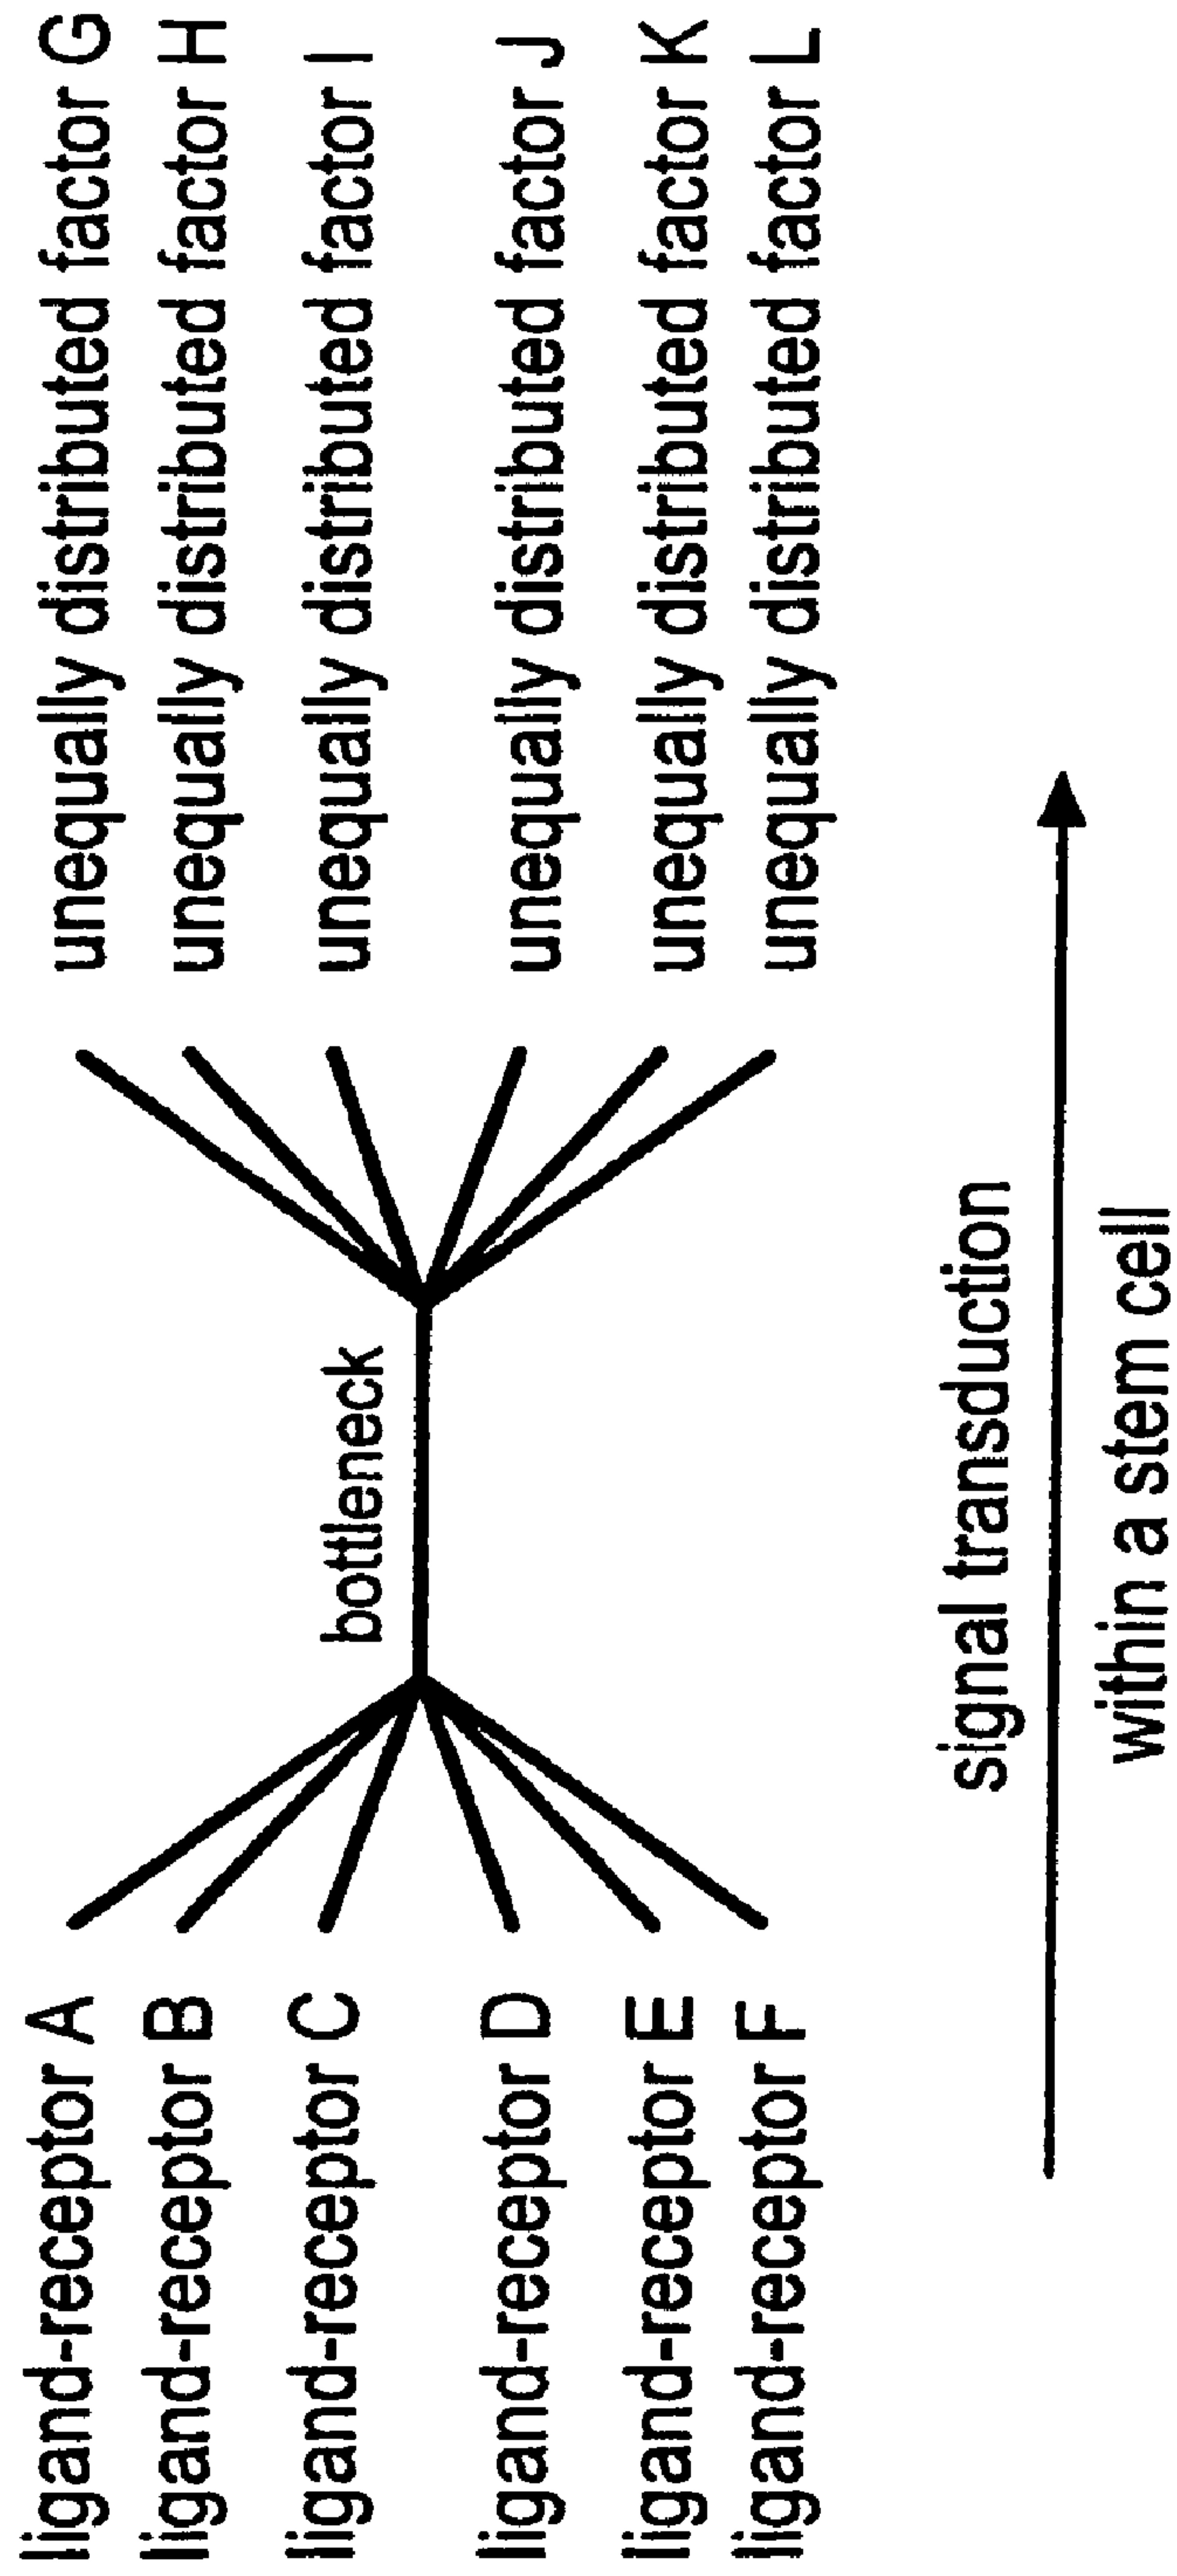 ligand-receptor A
ligand-receptor B
ligand-receptor C
ligand-receptor D
ligand-receptor E
ligand-receptor F
bottleneck
unequally distributed factor G
unequally distributed factor H
unequally distributed factor I
unequally distributed factor J
unequally distributed factor K
unequally distributed factor L
signal transduction
within a stem cell